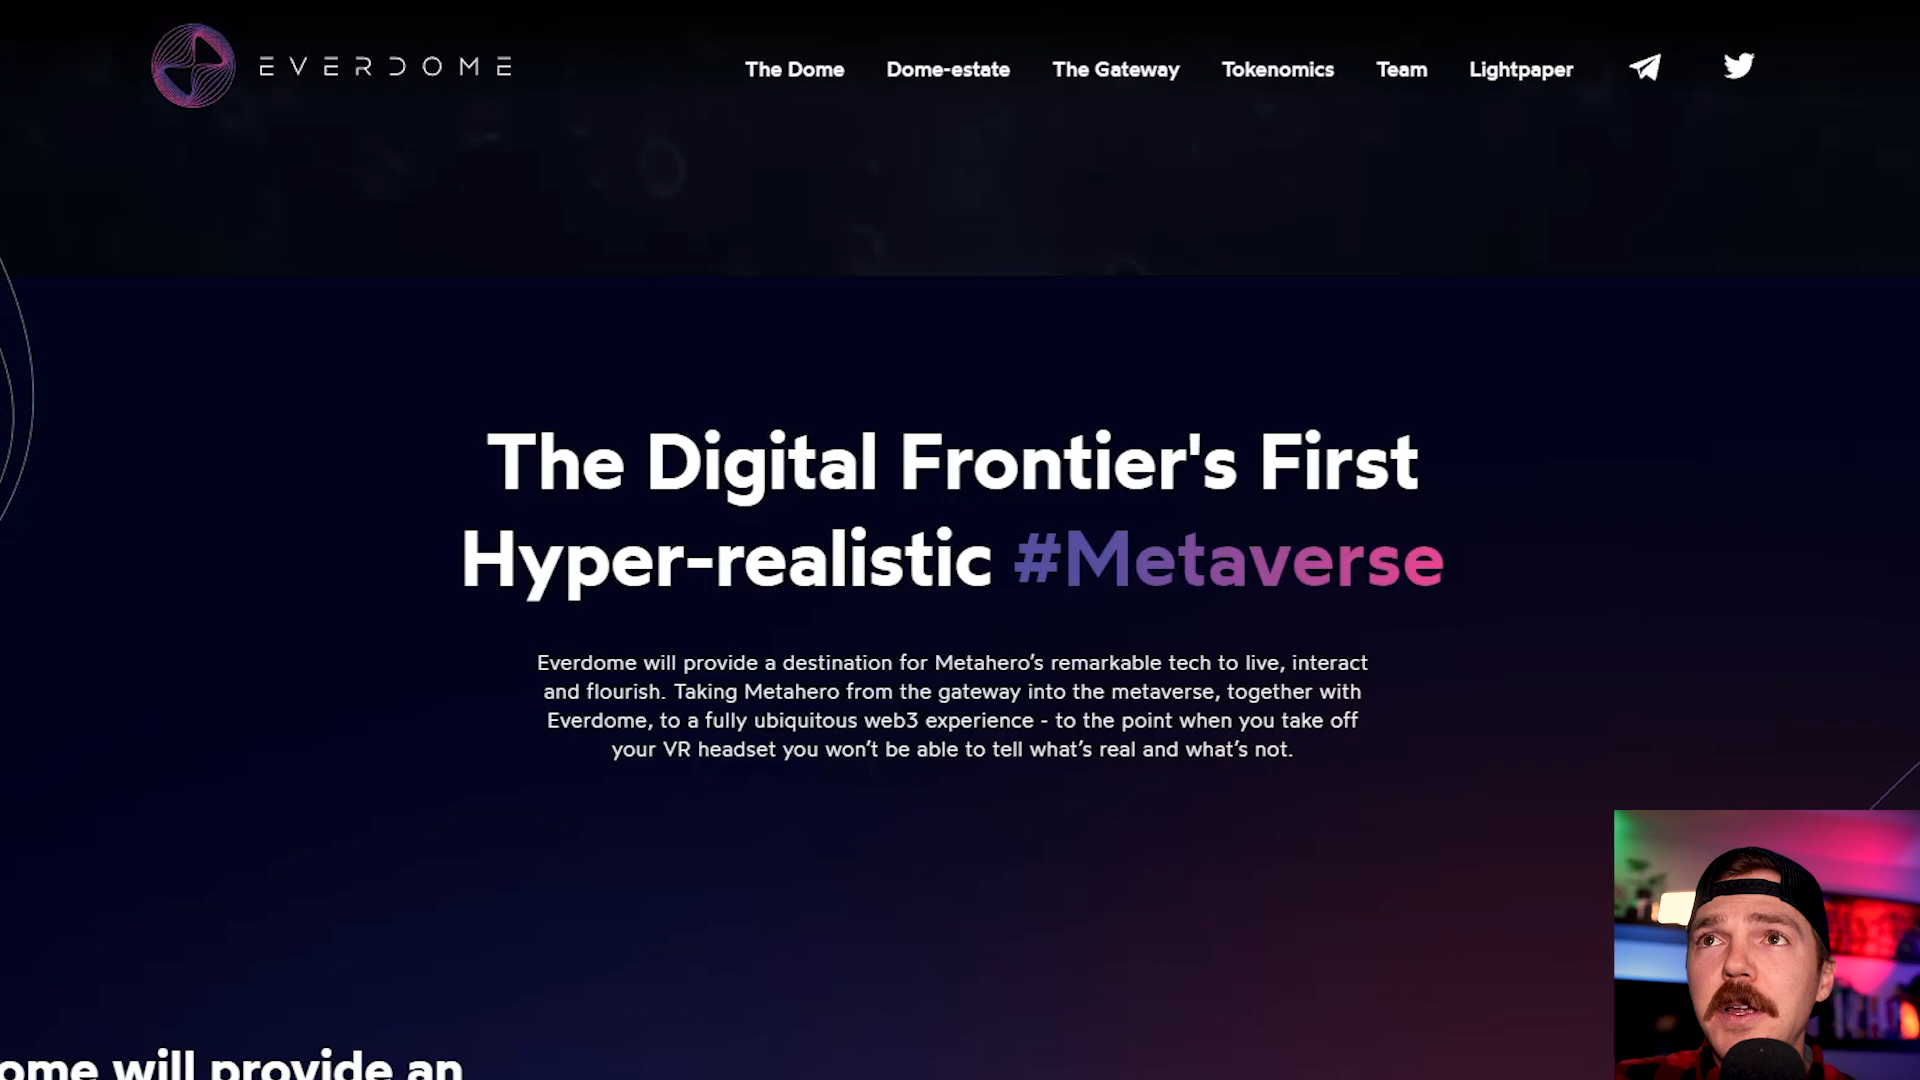 EVERDOME
The Dome
Dome-estate
The Gateway
Tokenomics
Team
Lightpaper
The Digital Frontier's First
Hyper-realistic #Metaverse
Everdome will provide a destination for Metahero’s remarkable tech to live, interact
and flourish. Taking Metahero from the gateway into the metaverse, together with
Everdome, to a fully ubiquitous web3 experience - to the point when you take off
your VR headset you won’t be able to tell what’s real and what’s not.
ome will provide an